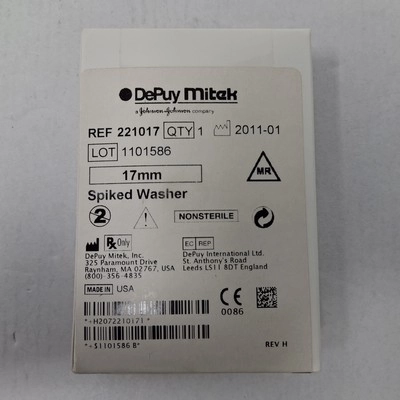 DePuy Mitek
a Johnson & Johnson company
REF 221017 QTY 1 2011-01
LOT 1101586
17mm
MR
Spiked Washer
2
NONSTERILE
Rx Only
DePuy Mitek, Inc.
325 Paramount Drive
Raynham, MA 02767, USA
(800)-356-4835
EC REP
DePuy International Ltd.
St. Anthony's Road
Leeds LS11 8DT England
MADE IN USA
CE
0086
*+H2072210171*
*+$1101586B*
REV H